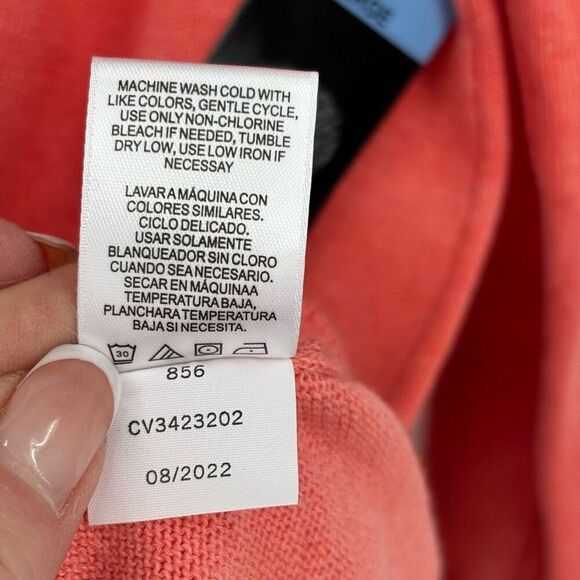 MACHINE WASH COLD WITH
LIKE COLORS, GENTLE CYCLE,
USE ONLY NON-CHLORINE
BLEACH IF NEEDED, TUMBLE
DRY LOW, USE LOW IRON IF
NECESSAY
LAVAR A MÁQUINA CON
COLORES SIMILARES.
CICLO DELICADO.
USAR SOLAMENTE
BLANQUEADOR SIN CLORO
CUANDO SEA NECESARIO.
SECAR EN MÁQUINA A
TEMPERATURA BAJA,
PLANCHARA TEMPERATURA
BAJA SI NECESITA.
30
856
CV3423202
08/2022